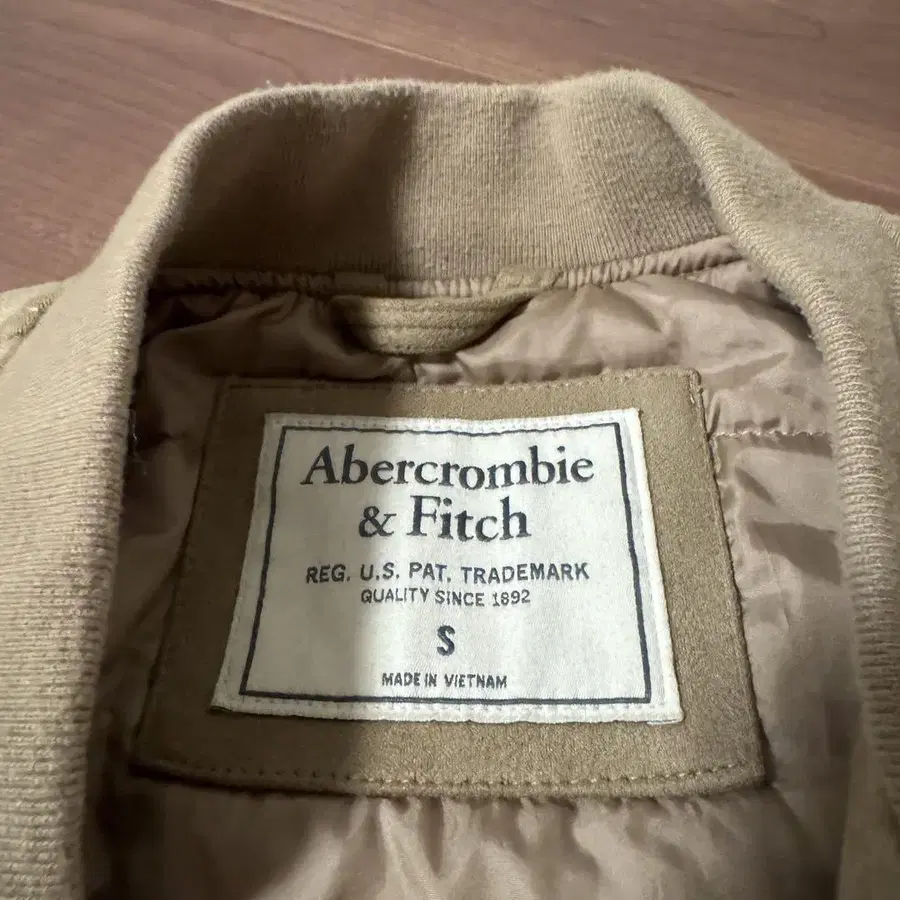 Abercrombie
& Fitch
REG. U.S. PAT. TRADEMARK
QUALITY SINCE 1892
S
MADE IN VIETNAM